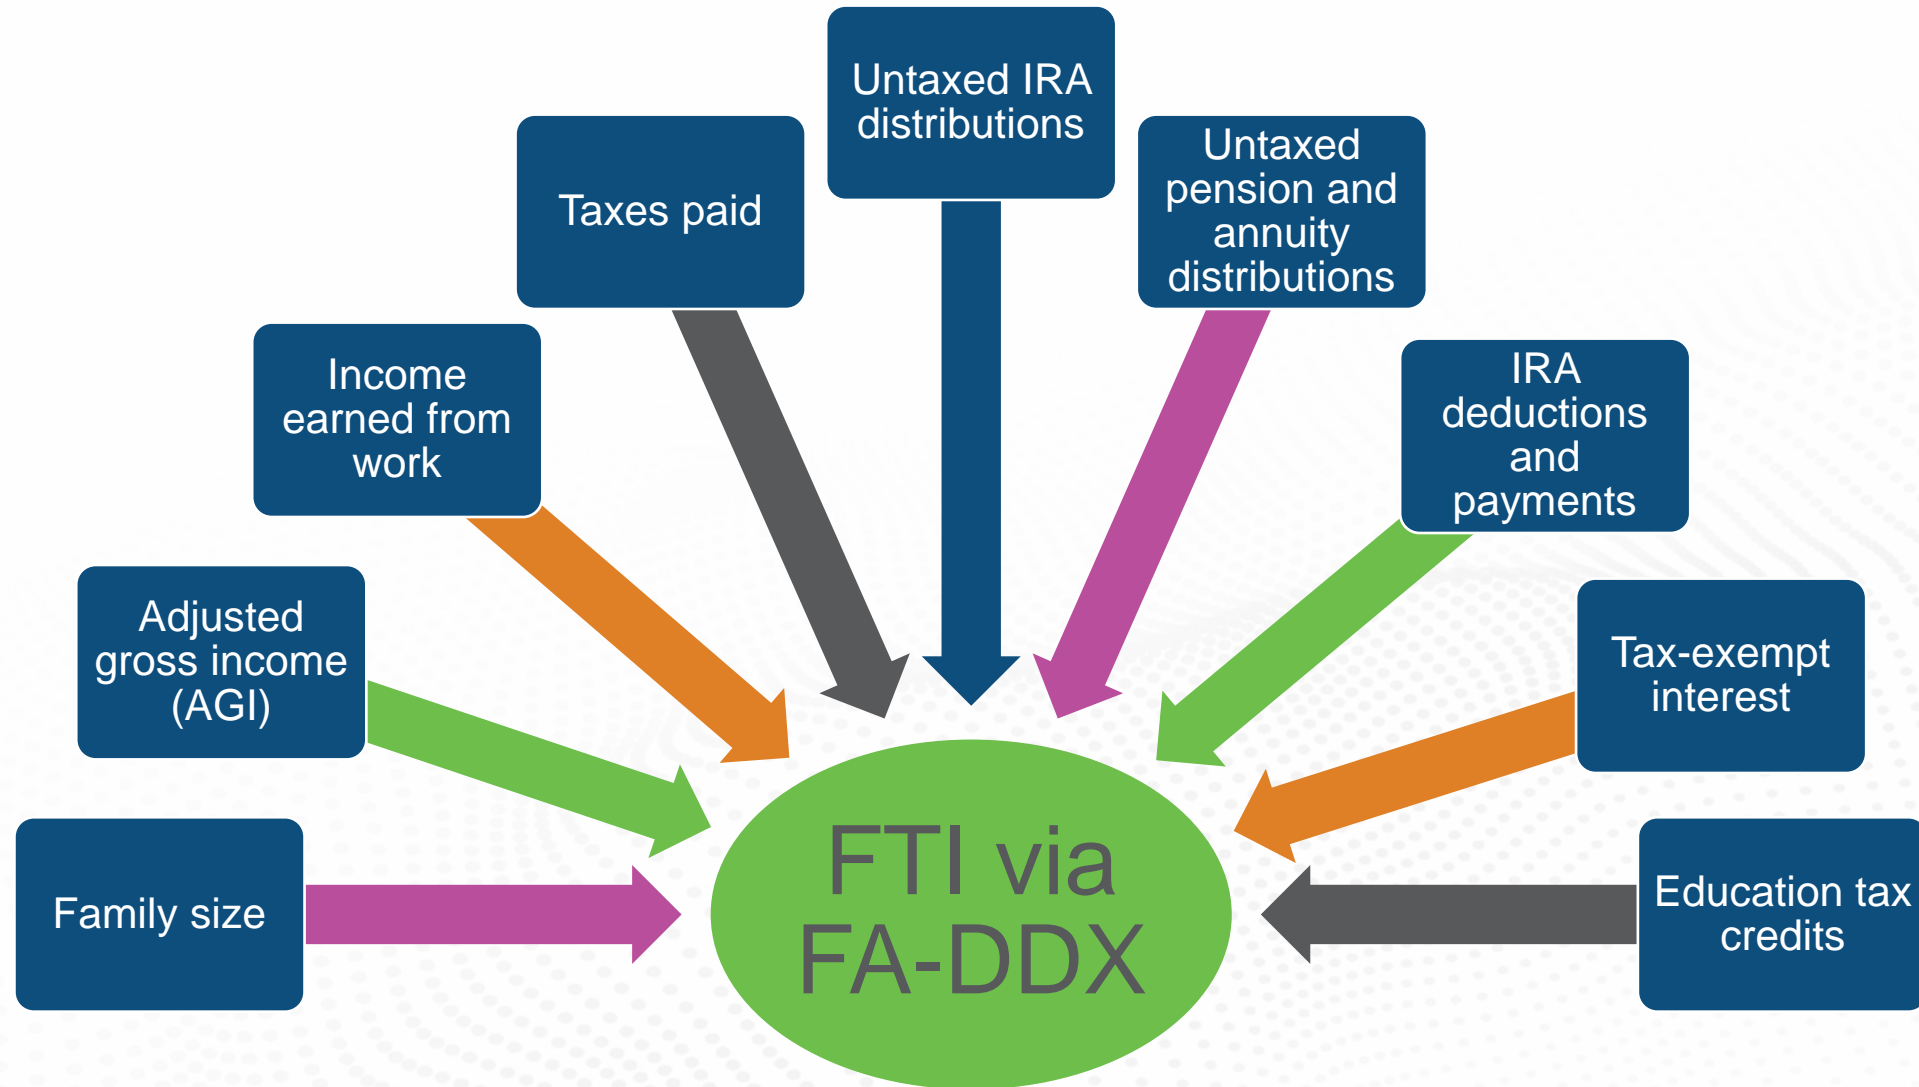 Family size
Adjusted
gross income
(AGI)
Income
earned from
work
Taxes paid
Untaxed IRA
distributions
Untaxed
pension and
annuity
distributions
IRA
deductions
and
payments
Tax-exempt
interest
Education tax
credits
FTI via
FA-DDX